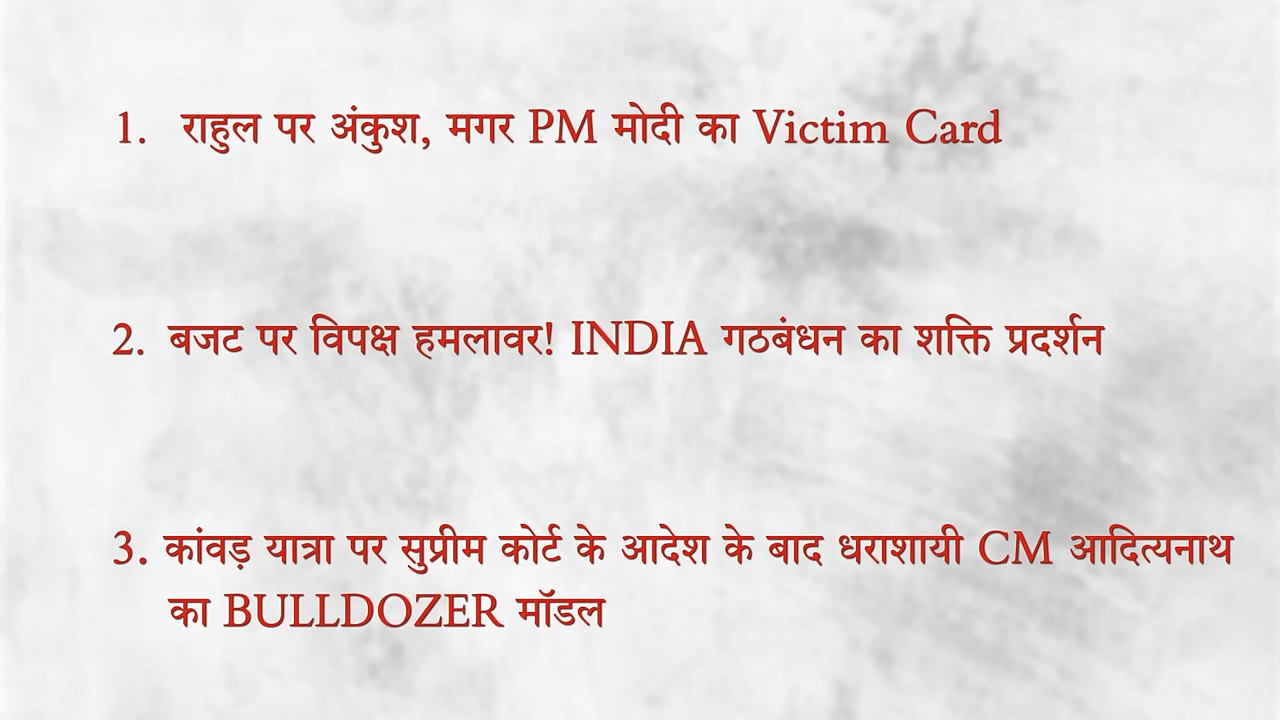 1. राहुल पर अंकुश, मगर PM मोदी का Victim Card
2. बजट पर विपक्ष हमलावर! INDIA गठबंधन का शक्ति प्रदर्शन
3. कांवड़ यात्रा पर सुप्रीम कोर्ट के आदेश के बाद धराशायी CM आदित्यनाथ
का BULLDOZER मॉडल